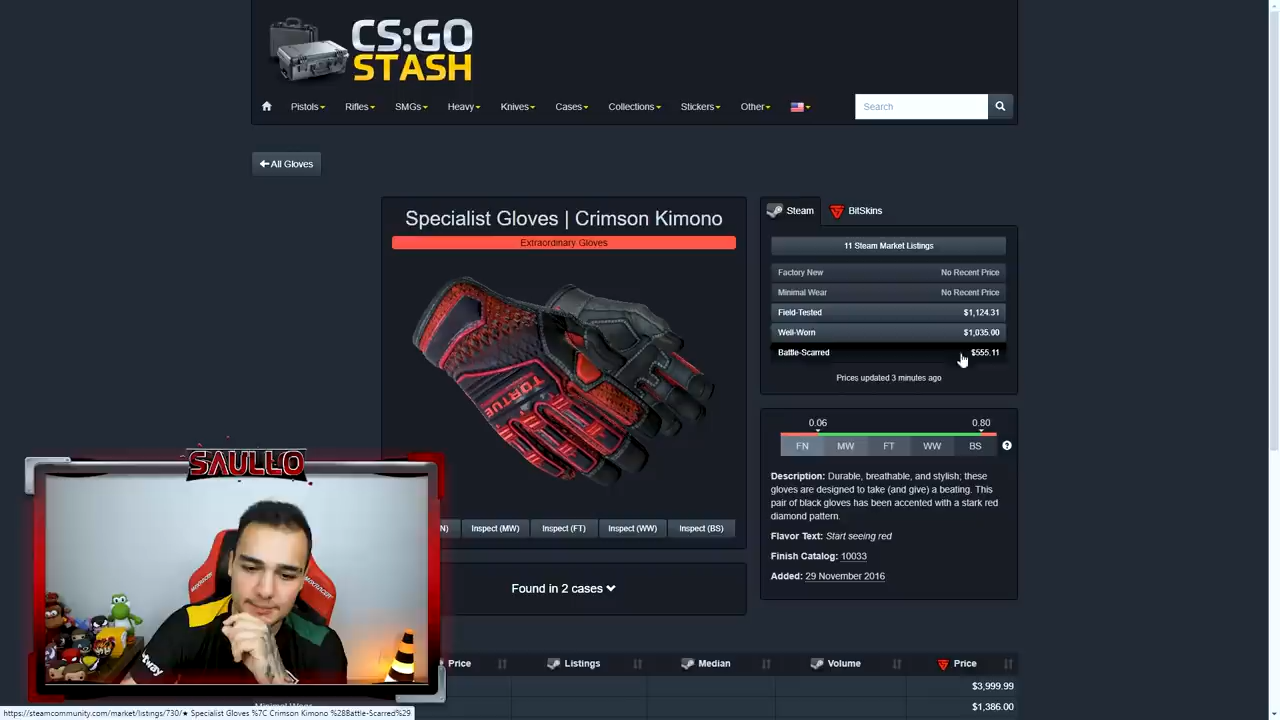 CS:GO
STASH
Pistols
Rifles
SMGs
Heavy
Knives
Cases
Collections
Stickers
Other
Search
All Gloves
Specialist Gloves | Crimson Kimono
Extraordinary Gloves
TORTUE
Inspect (MW)
Inspect (FT)
Inspect (WW)
Inspect (BS)
Found in 2 cases
Steam
BitSkins
11 Steam Market Listings
Factory New No Recent Price
Minimal Wear No Recent Price
Field-Tested $1,124.31
Well-Worn $1,035.00
Battle-Scarred $555.11
Prices updated 3 minutes ago
0.06 0.80
FN MW FT WW BS
Description: Durable, breathable, and stylish; these
gloves are designed to take (and give) a beating. This
pair of black gloves has been accented with a stark red
diamond pattern.
Flavor Text: Start seeing red
Finish Catalog: 10033
Added: 29 November 2016
SAULLO
MAXRACER
Price Listings Median Volume Price
$3,999.99
Minimal Wear $1,386.00
https://steamcommunity.com/market/listings/730/★ Specialist Gloves %7C Crimson Kimono %28Battle-Scarred%29